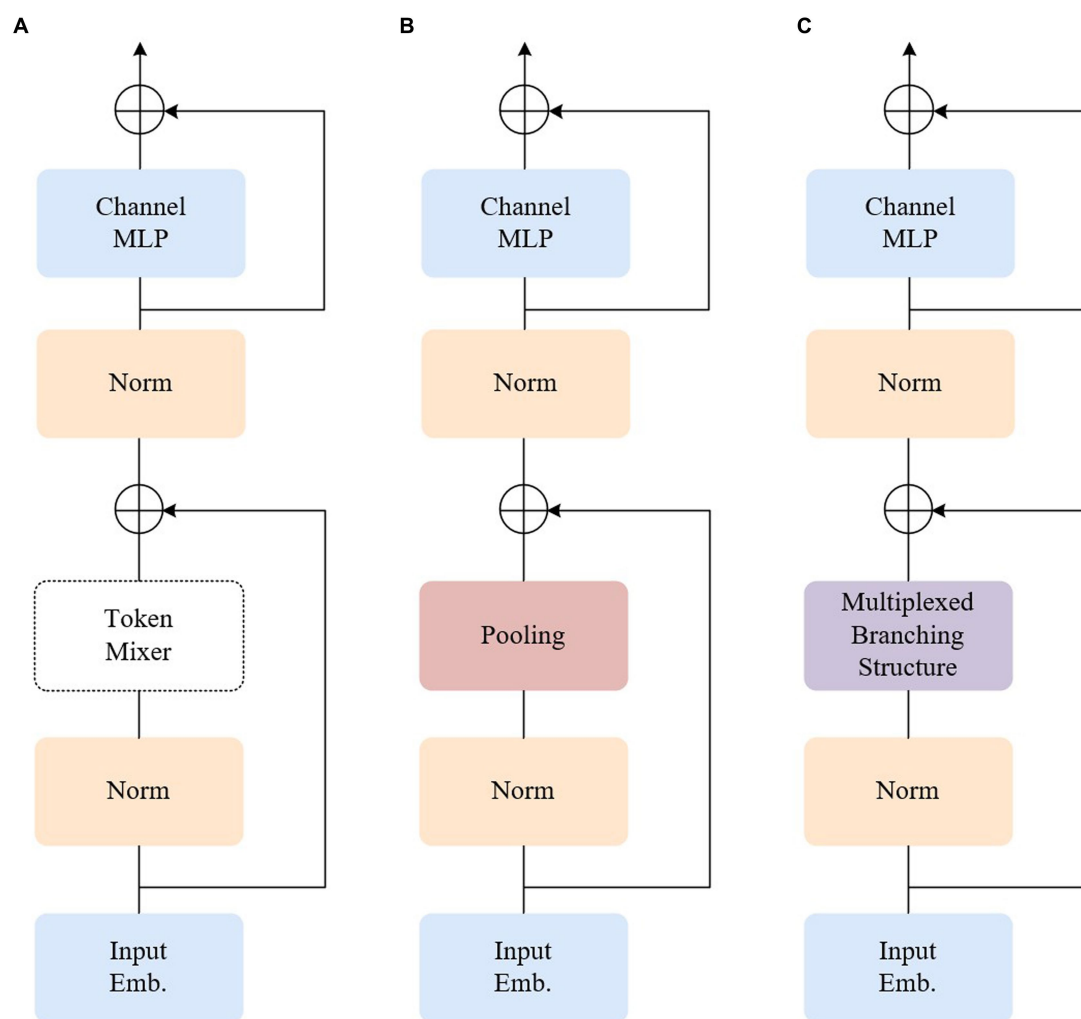 A
Channel
MLP
Norm
Token
Mixer
Norm
Input
Emb.
B
Channel
MLP
Norm
Pooling
Norm
Input
Emb.
C
Channel
MLP
Norm
Multiplexed
Branching
Structure
Norm
Input
Emb.